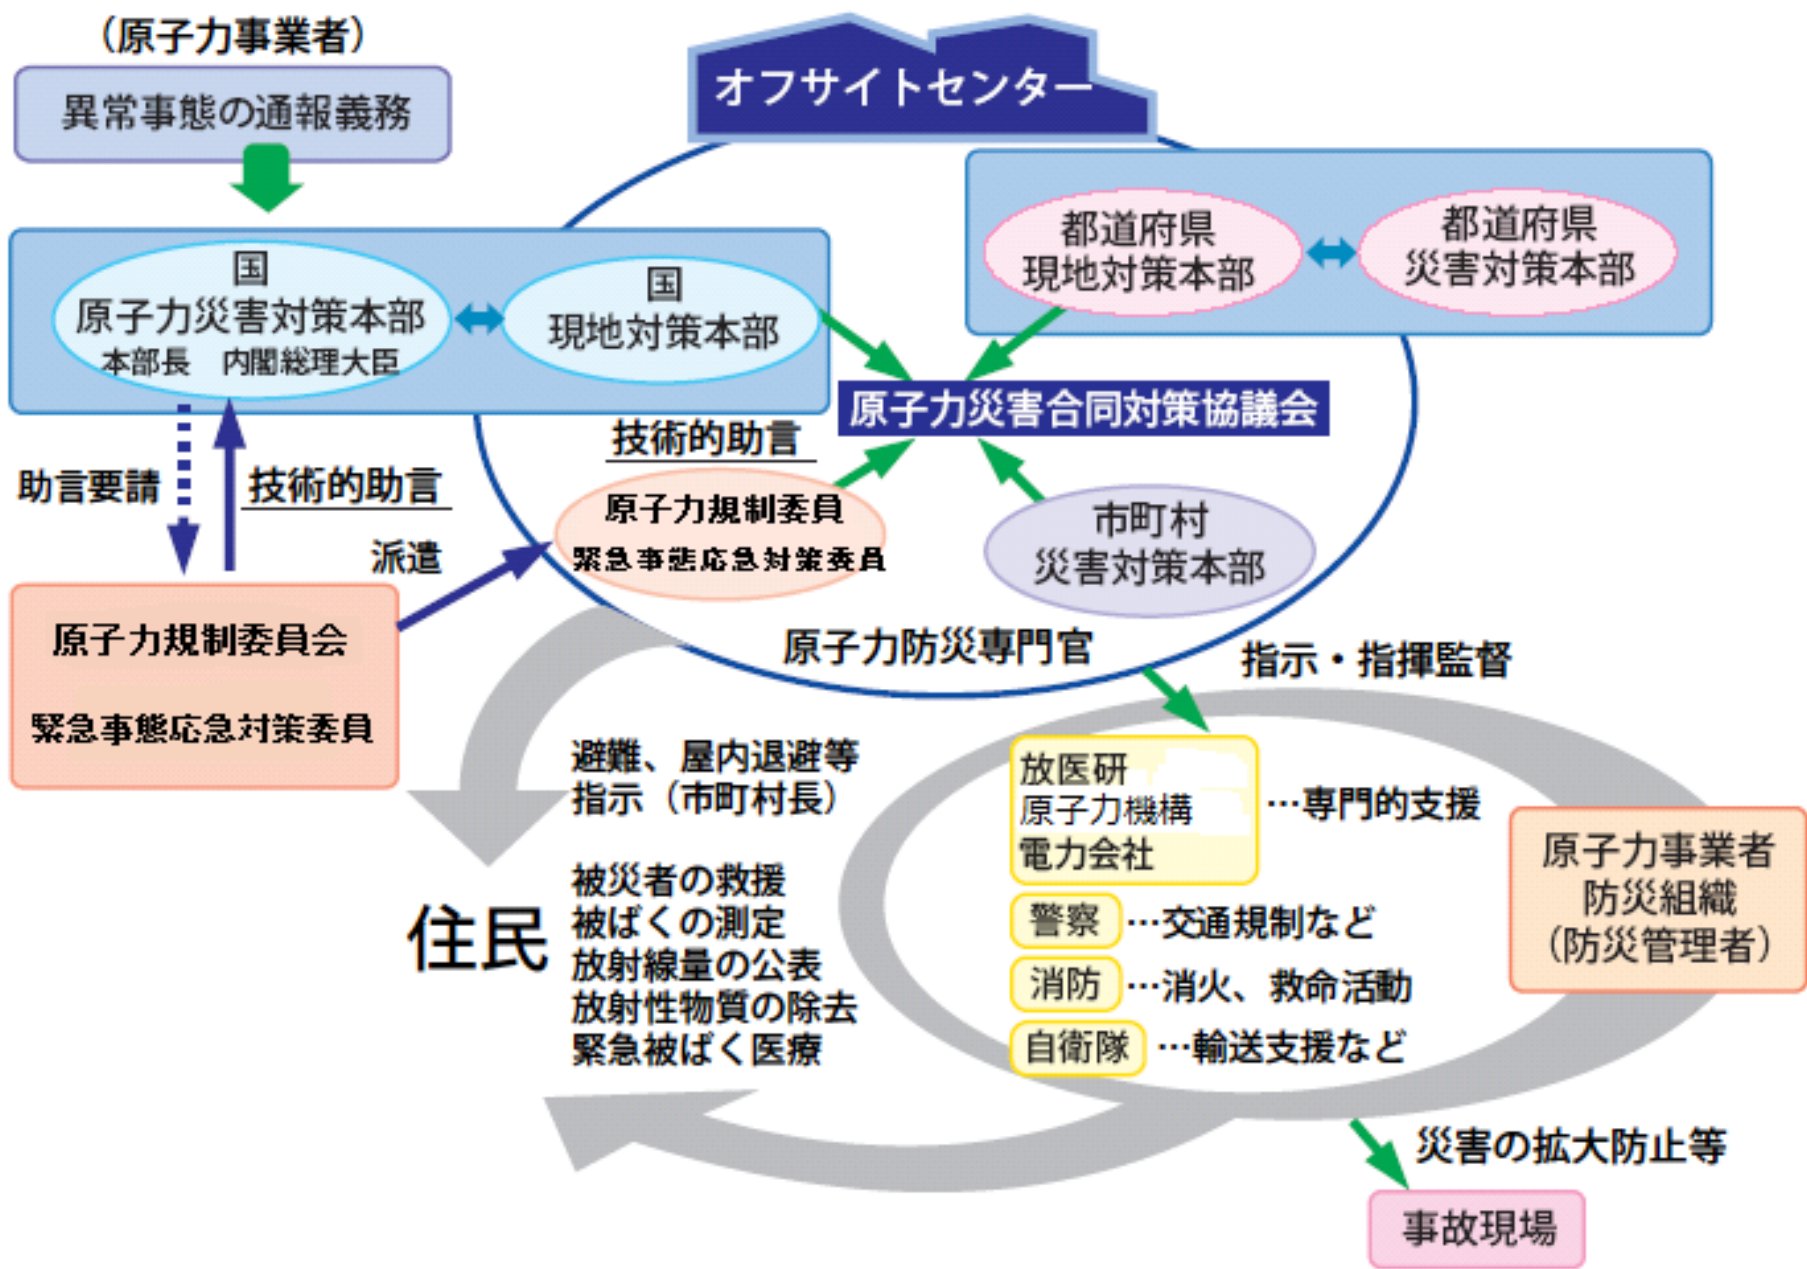 （原子力事業者）
異常事態の通報義務
オフサイトセンター
国
原子力災害対策本部
本部長　内閣総理大臣
国
現地対策本部
都道府県
現地対策本部
都道府県
災害対策本部
原子力災害合同対策協議会
助言要請
技術的助言
派遣
技術的助言
原子力規制委員
緊急事態応急対策委員
市町村
災害対策本部
原子力防災専門官
原子力規制委員会
緊急事態応急対策委員
指示・指揮監督
避難、屋内退避等
指示（市町村長）
住民
被災者の救援
被ばくの測定
放射線量の公表
放射性物質の除去
緊急被ばく医療
放医研
原子力機構
電力会社
…専門的支援
警察
…交通規制など
消防
…消火、救命活動
自衛隊
…輸送支援など
原子力事業者
防災組織
（防災管理者）
災害の拡大防止等
事故現場